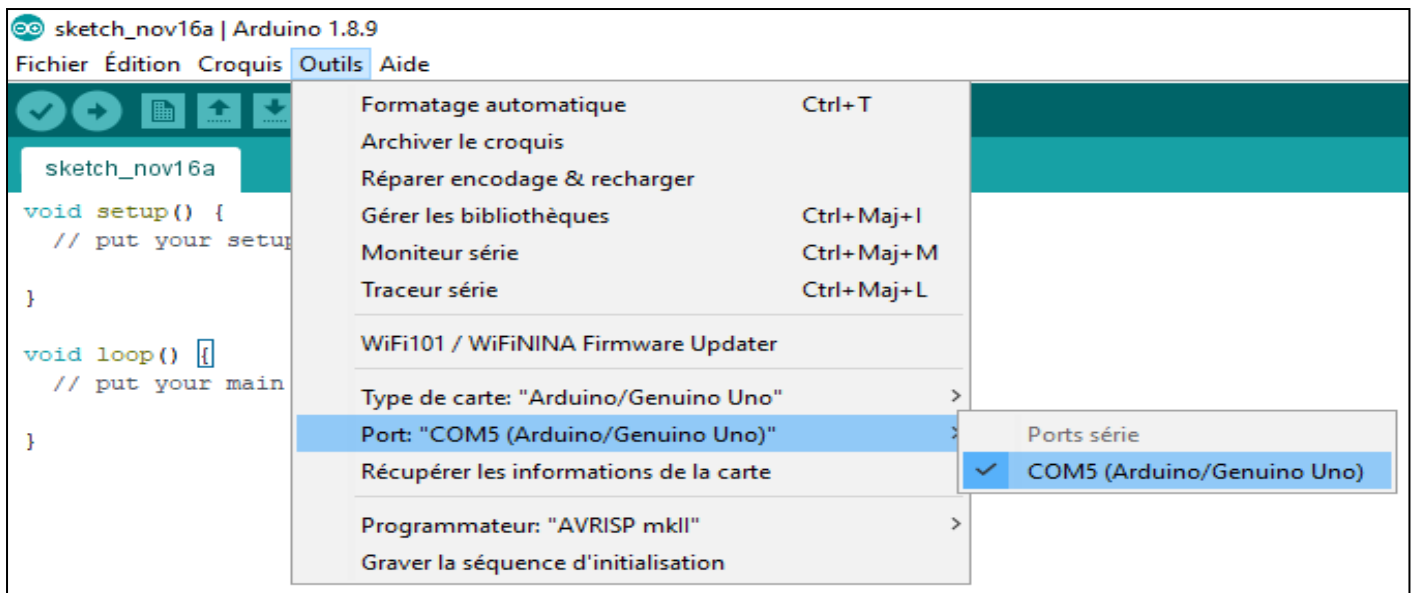 sketch_nov16a | Arduino 1.8.9
Fichier Édition Croquis Outils Aide
sketch_nov16a
void setup() {
// put your setup
}
void loop() {
// put your main
}
Formatage automatique Ctrl+T
Archiver le croquis
Réparer encodage & recharger
Gérer les bibliothèques Ctrl+Maj+I
Moniteur série Ctrl+Maj+M
Traceur série Ctrl+Maj+L
WiFi101 / WiFiNINA Firmware Updater
Type de carte: "Arduino/Genuino Uno"
Port: "COM5 (Arduino/Genuino Uno)"
Récupérer les informations de la carte
Programmateur: "AVRISP mkII"
Graver la séquence d'initialisation
Ports série
COM5 (Arduino/Genuino Uno)